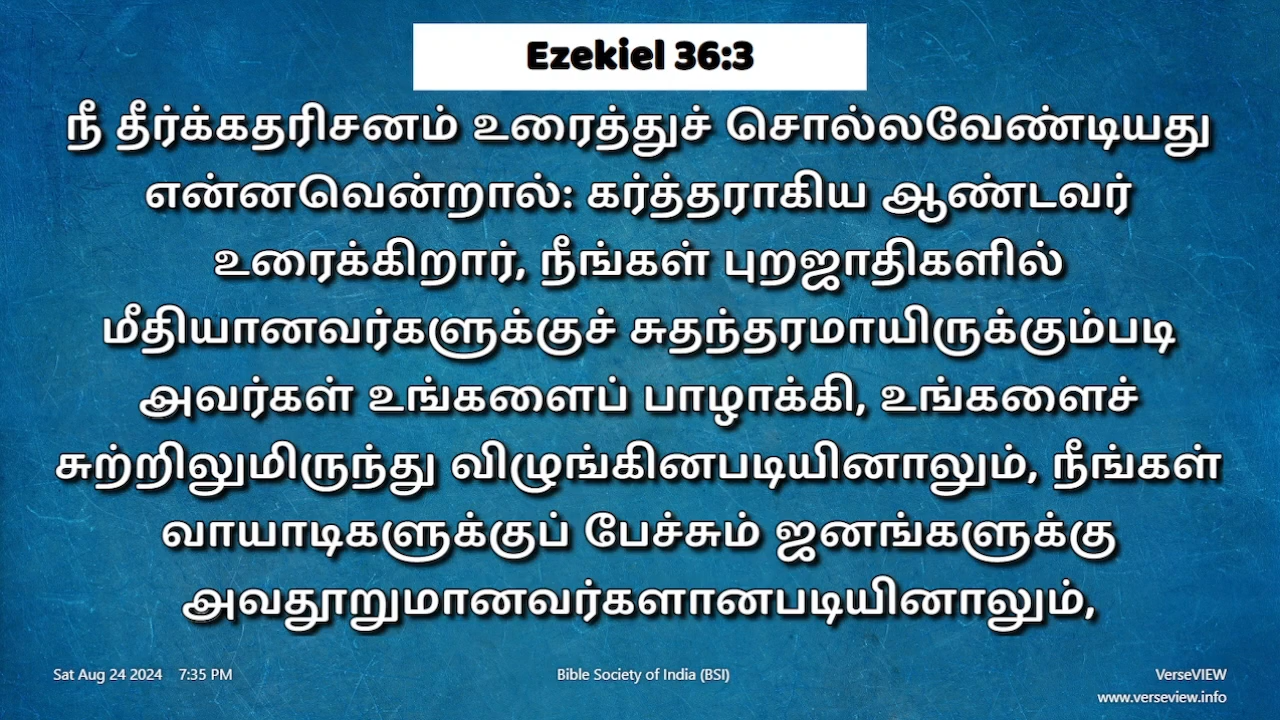 Ezekiel 36:3
நீ தீர்க்கதரிசனம் உரைத்துச் சொல்லவேண்டியது
என்னவென்றால்: கர்த்தராகிய ஆண்டவர்
உரைக்கிறார், நீங்கள் புறஜாதிகளில்
மீதியானவர்களுக்குச் சுதந்தரமாயிருக்கும்படி
அவர்கள் உங்களைப் பாழாக்கி, உங்களைச்
சுற்றிலுமிருந்து விழுங்கினபடியினாலும், நீங்கள்
வாயாடிகளுக்குப் பேச்சும் ஜனங்களுக்கு
அவதூறுமானவர்களானபடியினாலும்,
Sat Aug 24 2024 7:35 PM
Bible Society of India (BSI)
VerseVIEW
www.verseview.info